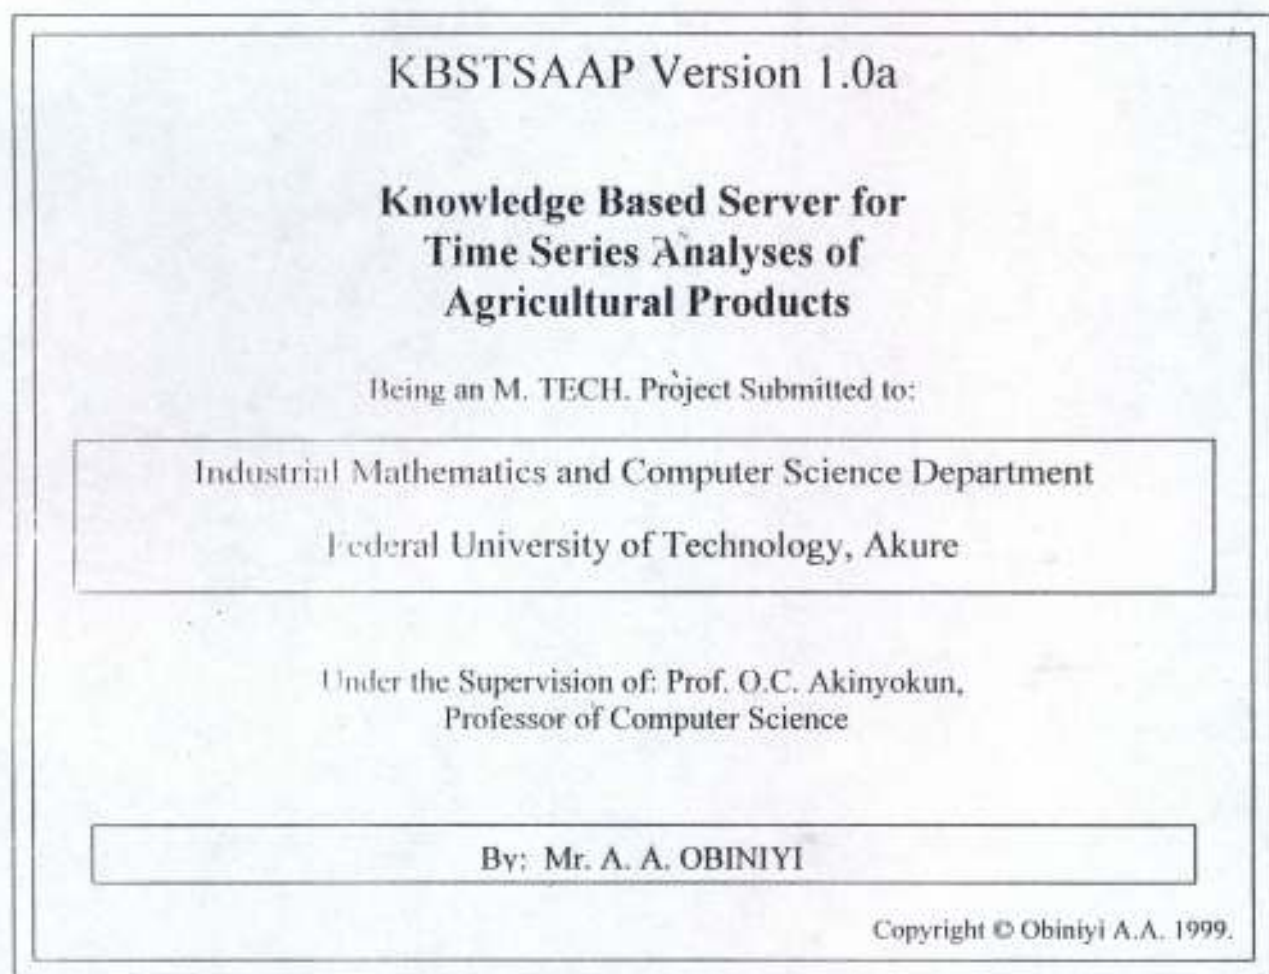 KBSTSAAP Version 1.0a
Knowledge Based Server for
Time Series Analyses of
Agricultural Products
Being an M. TECH. Project Submitted to:
Industrial Mathematics and Computer Science Department
Federal University of Technology, Akure
Under the Supervision of: Prof. O.C. Akinyokun,
Professor of Computer Science
By: Mr. A. A. OBINIYI
Copyright © Obiniyi A.A. 1999.